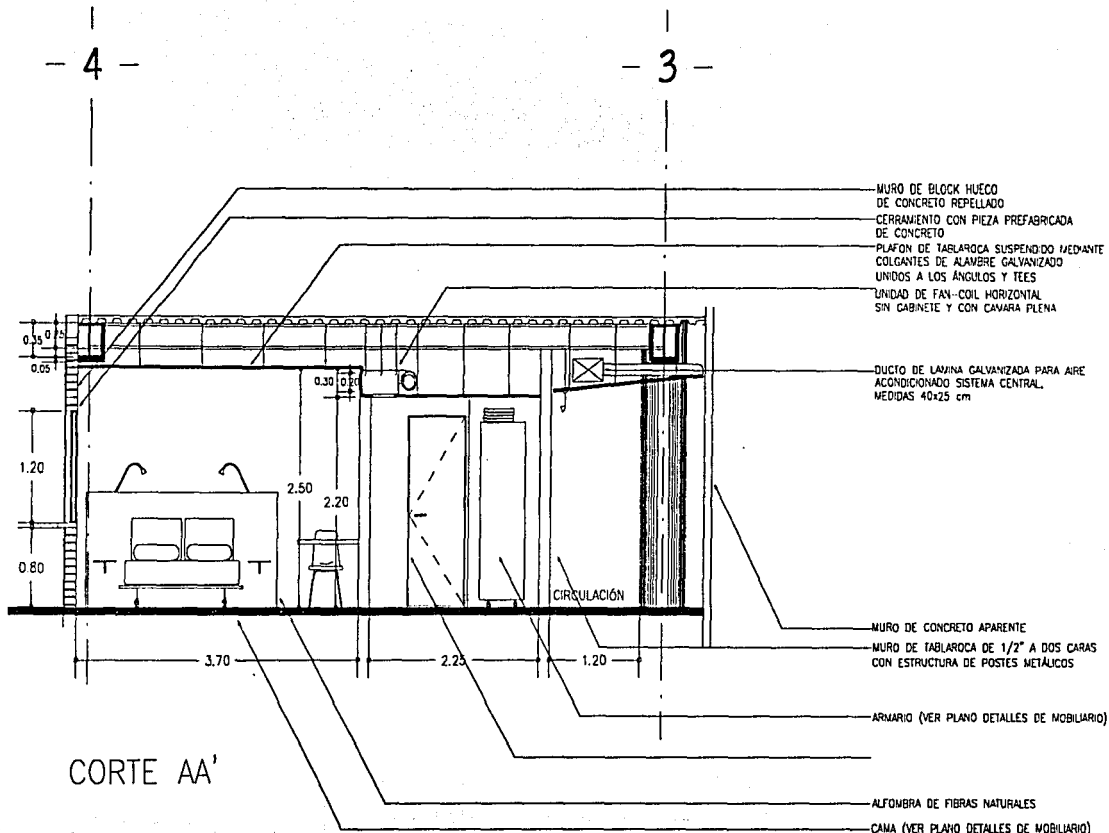 - 4 -
- 3 -
MURO DE BLOCK HUECO
DE CONCRETO REPELLADO
CERRAMIENTO CON PIEZA PREFABRICADA
DE CONCRETO
PLAFON DE TABLAROCA SUSPENDIDO MEDIANTE
COLGANTES DE ALAMBRE GALVANIZADO
UNIDOS A LOS ÁNGULOS Y TEES
UNIDAD DE FAN-COIL HORIZONTAL
SIN GABINETE Y CON CAMARA PLENA
DUCTO DE LAMINA GALVANIZADA PARA AIRE
ACONDICIONADO SISTEMA CENTRAL.
MEDIDAS 40x25 cm
0.35
0.25
0.05
0.30
0.20
1.20
2.50
2.20
0.80
CIRCULACIÓN
3.70
2.25
1.20
MURO DE CONCRETO APARENTE
MURO DE TABLAROCA DE 1/2" A DOS CARAS
CON ESTRUCTURA DE POSTES METÁLICOS
ARMARIO (VER PLANO DETALLES DE MOBILIARIO)
CORTE AA'
ALFOMBRA DE FIBRAS NATURALES
CAMA (VER PLANO DETALLES DE MOBILIARIO)